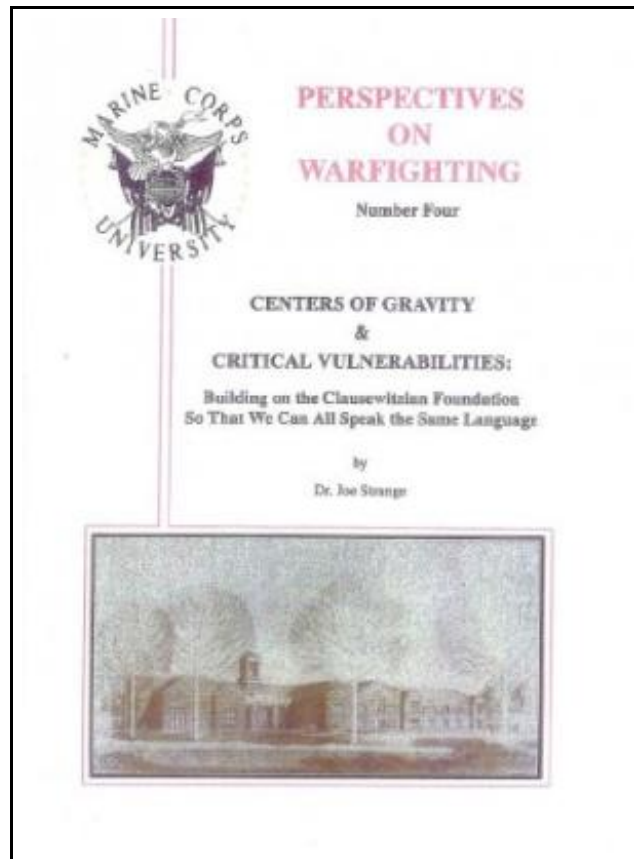 MARINE CORPS
UNIVERSITY
PERSPECTIVES
ON
WARFIGHTING
Number Four
CENTERS OF GRAVITY
&
CRITICAL VULNERABILITIES:
Building on the Clausewitzian Foundation
So That We Can All Speak the Same Language
by
Dr. Joe Strange